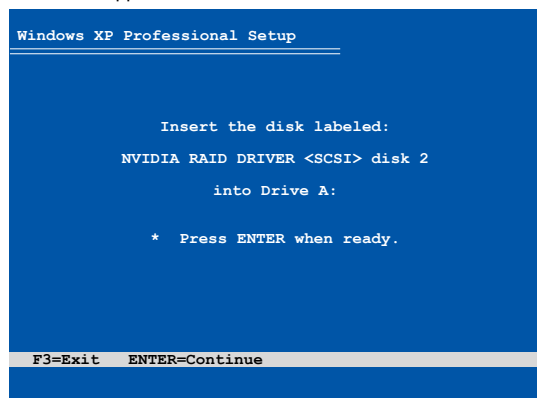 Windows XP Professional Setup
Insert the disk labeled:
NVIDIA RAID DRIVER <SCSI> disk 2
into Drive A:
* Press ENTER when ready.
F3=Exit ENTER=Continue